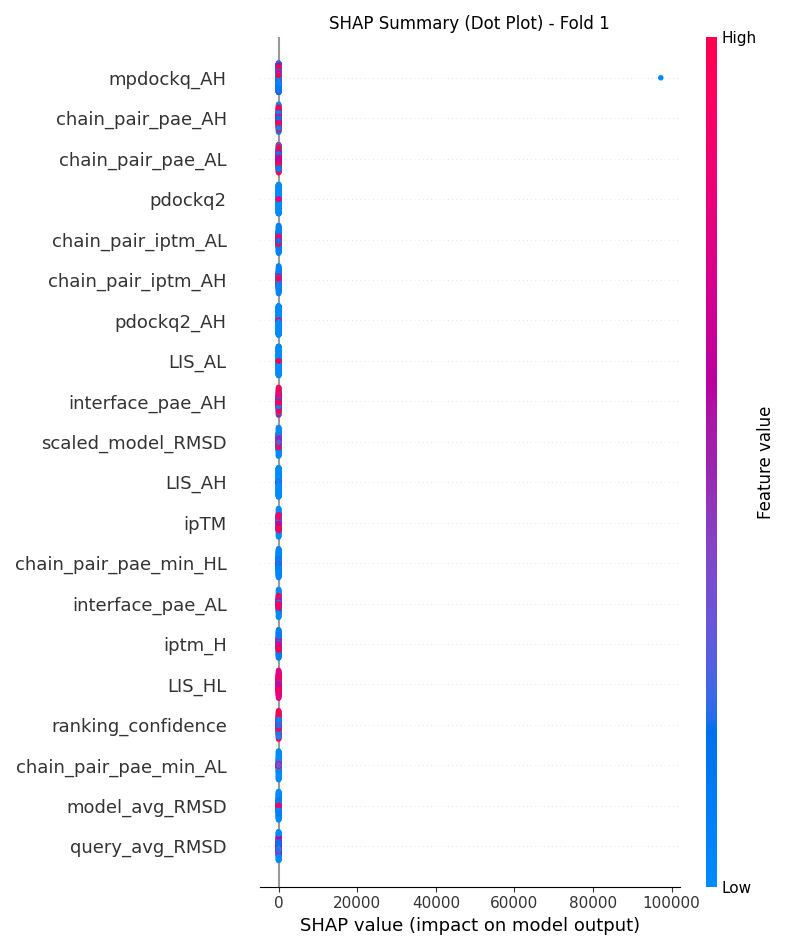 SHAP Summary (Dot Plot) - Fold 1
High
mpdockq_AH
chain_pair_pae_AH
chain_pair_pae_AL
pdockq2
chain_pair_iptm_AL
chain_pair_iptm_AH
pdockq2_AH
LIS_AL
interface_pae_AH
scaled_model_RMSD
LIS_AH
ipTM
chain_pair_pae_min_HL
interface_pae_AL
iptm_H
LIS_HL
ranking_confidence
chain_pair_pae_min_AL
model_avg_RMSD
query_avg_RMSD
Feature value
Low
0 20000 40000 60000 80000 100000
SHAP value (impact on model output)